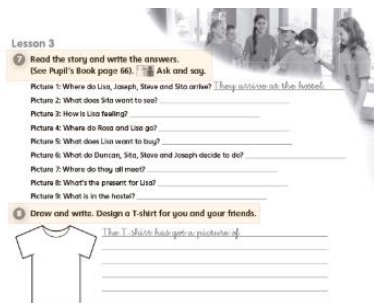 Lesson 3
7 Read the story and write the answers.
(See Pupil's Book page 66). Ask and say.
Picture 1: Where do Lisa, Joseph, Steve and Sita arrive? They arrive at the hostel.
Picture 2: What does Sita want to see?
Picture 3: How is Lisa feeling?
Picture 4: Where do Rosa and Lisa go?
Picture 5: What does Lisa want to buy?
Picture 6: What do Duncan, Sita, Steve and Joseph decide to do?
Picture 7: Where do they all meet?
Picture 8: What's the present for Lisa?
Picture 9: What is in the hostel?
8 Draw and write. Design a T-shirt for you and your friends.
The T-shirt has got a picture of